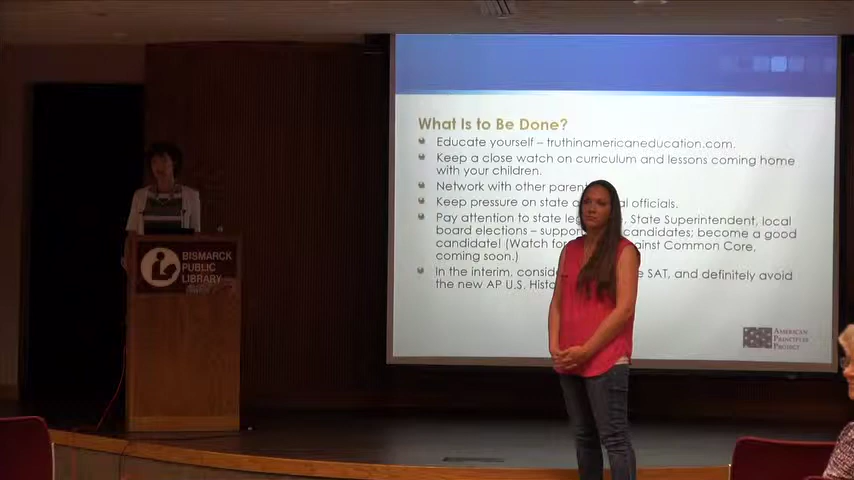 What Is to Be Done?
Educate yourself – truthinamericaneducation.com.
Keep a close watch on curriculum and lessons coming home
with your children.
Network with other paren
Keep pressure on state a al officials.
Pay attention to state leg State Superintendent, local
board elections – suppor candidates; become a good
candidate! (Watch for ainst Common Core,
coming soon.)
In the interim, consid e SAT, and definitely avoid
the new AP U.S. Histo
AMERICAN
PRINCIPLES
PROJECT
BISMARCK
PUBLIC
LIBRARY